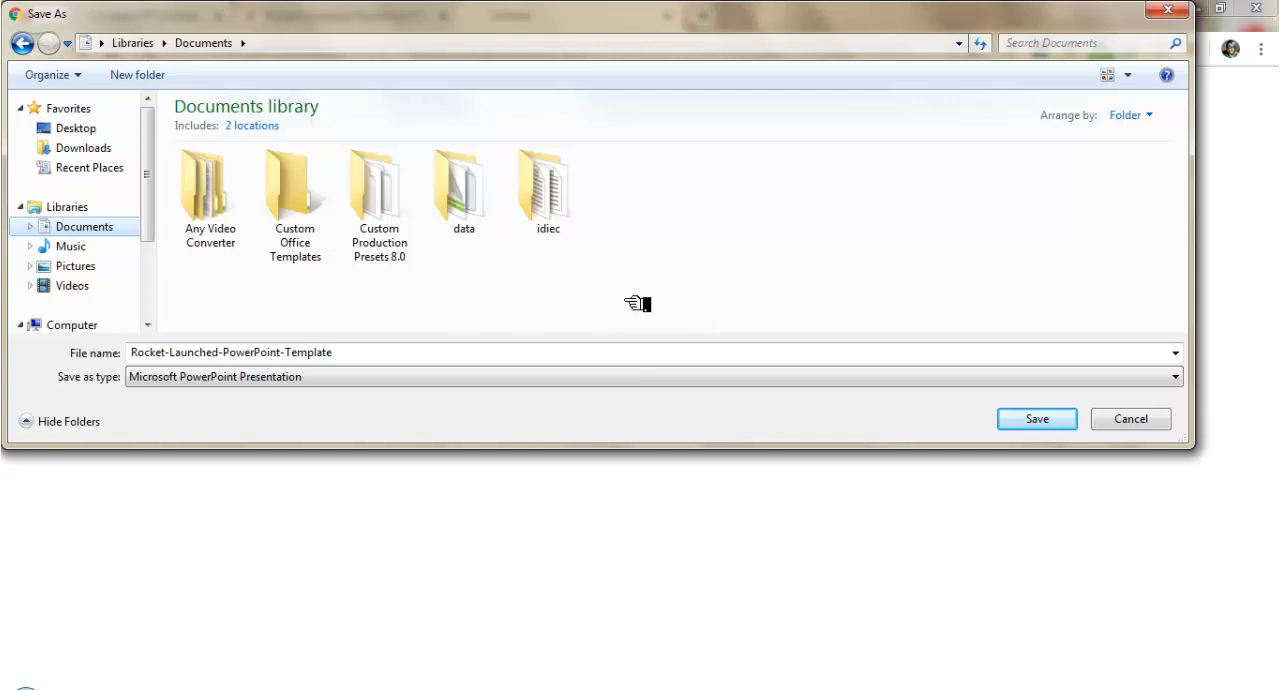 Save As
Libraries Documents
Search Documents
Organize New folder
Favorites
Desktop
Downloads
Recent Places
Libraries
Documents
Music
Pictures
Videos
Computer
Documents library
Includes: 2 locations
Arrange by: Folder
Any Video
Converter
Custom
Office
Templates
Custom
Production
Presets 8.0
data
idiec
File name: Rocket-Launched-PowerPoint-Template
Save as type: Microsoft PowerPoint Presentation
Hide Folders
Save Cancel